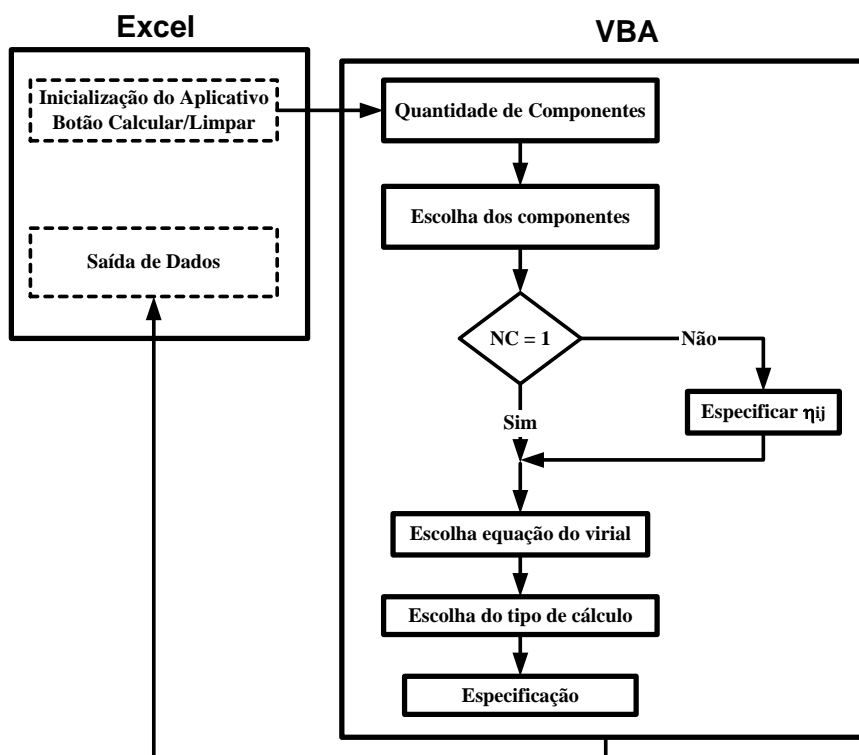 Excel
VBA
Inicialização do Aplicativo
Botão Calcular/Limpar
Quantidade de Componentes
Escolha dos componentes
Saída de Dados
NC = 1
Não
Especificar ηij
Sim
Escolha equação do virial
Escolha do tipo de cálculo
Especificação